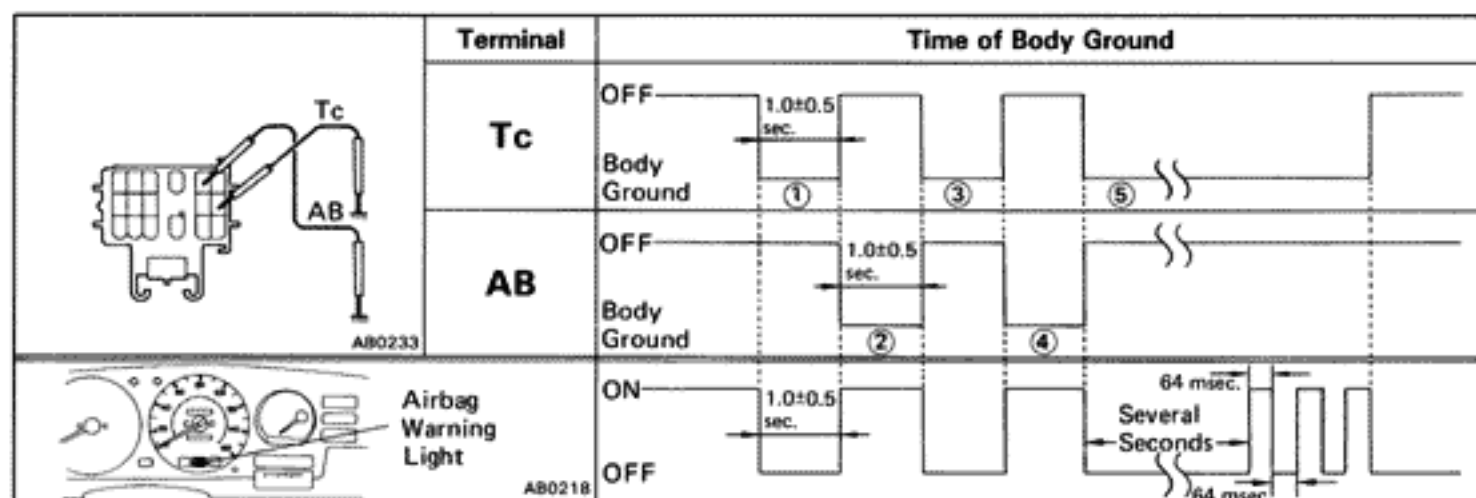 Terminal
Time of Body Ground
Tc
AB
AB0233
Tc
OFF
1.0±0.5
sec.
Body
Ground
① ③ ⑤
AB
OFF
1.0±0.5
sec.
Body
Ground
② ④
Airbag
Warning
Light
AB0218
ON
1.0±0.5
sec.
OFF
Several
Seconds
64 msec.
64 msec.